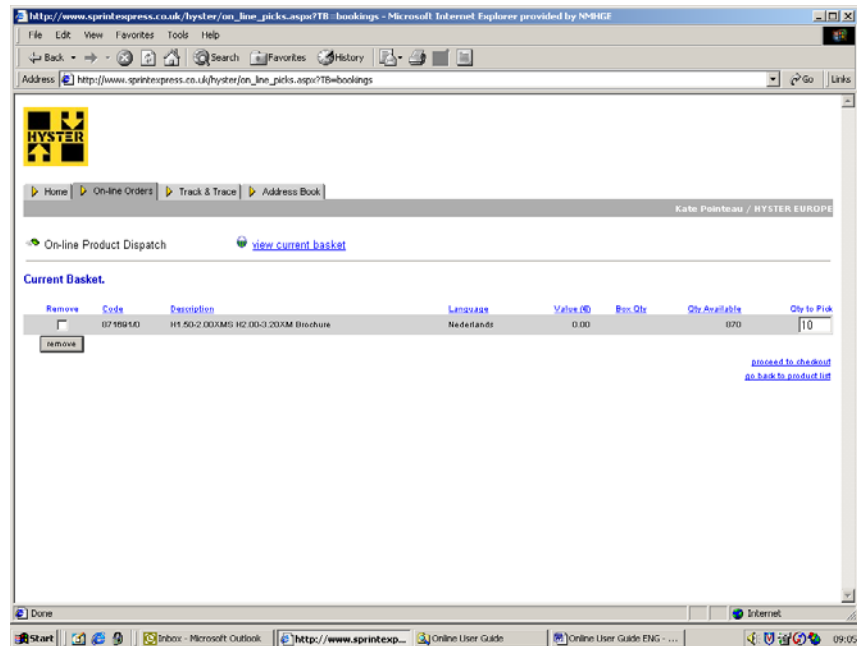 http://www.sprintexpress.co.uk/hyster/on_line_picks.aspx?TB=bookings - Microsoft Internet Explorer provided by NMHGE
File Edit View Favorites Tools Help
Back Search Favorites History
Address http://www.sprintexpress.co.uk/hyster/on_line_picks.aspx?TB=bookings Go Links
HYSTER
Home On-line Orders Track & Trace Address Book
Kate Pointeau / HYSTER EUROPE
On-line Product Dispatch view current basket
Current Basket.
Remove Code Description Language Value (€) Box Qty Qty Available Qty to Pick
871691/0 H1.50-2.00XMS H2.00-3.20XM Brochure Nederlands 0.00 870 10
remove
proceed to checkout
go back to product list
Done Internet
Start Inbox - Microsoft Outlook http://www.sprintexp... Online User Guide Online User Guide ENG - ... 09:05